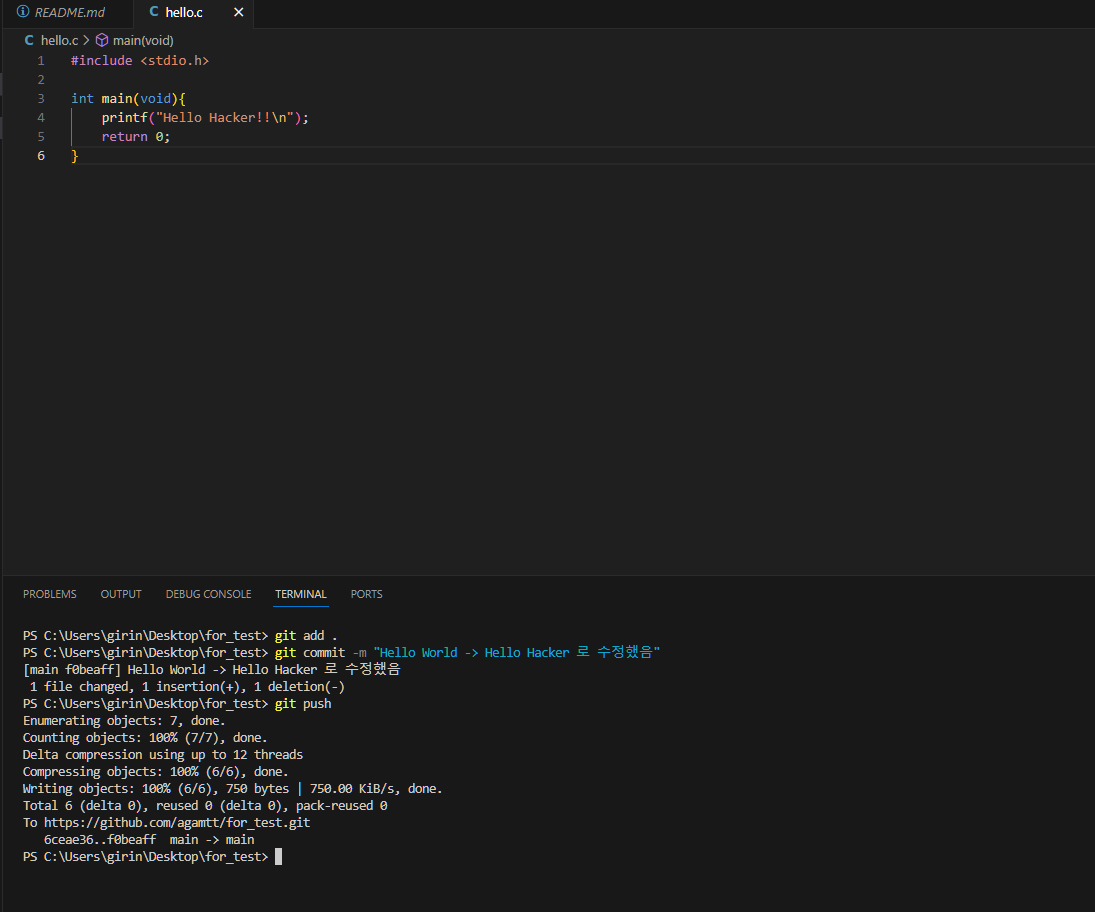 README.md
hello.c
hello.c > main(void)
1 #include <stdio.h>
2
3 int main(void){
4     printf("Hello Hacker!!\n");
5     return 0;
6 }
PROBLEMS OUTPUT DEBUG CONSOLE TERMINAL PORTS
PS C:\Users\girin\Desktop\for_test> git add .
PS C:\Users\girin\Desktop\for_test> git commit -m "Hello World -> Hello Hacker 로 수정했음"
[main f0beaff] Hello World -> Hello Hacker 로 수정했음
 1 file changed, 1 insertion(+), 1 deletion(-)
PS C:\Users\girin\Desktop\for_test> git push
Enumerating objects: 7, done.
Counting objects: 100% (7/7), done.
Delta compression using up to 12 threads
Compressing objects: 100% (6/6), done.
Writing objects: 100% (6/6), 750 bytes | 750.00 KiB/s, done.
Total 6 (delta 0), reused 0 (delta 0), pack-reused 0
To https://github.com/agamtt/for_test.git
   6ceae36..f0beaff  main -> main
PS C:\Users\girin\Desktop\for_test>